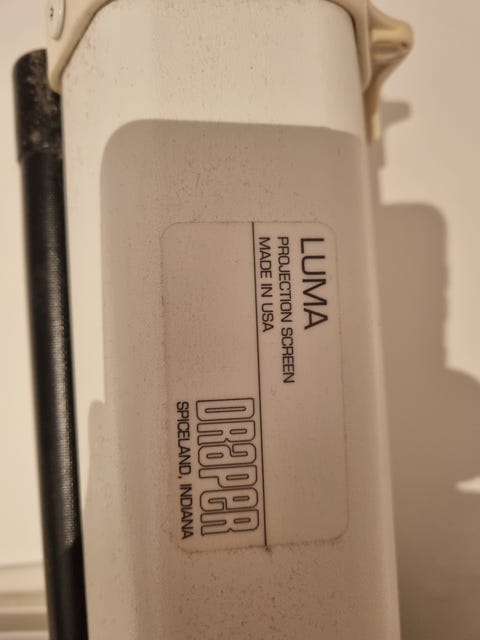 LUMA
PROJECTION SCREEN
MADE IN USA
DRAPER
SPICELAND, INDIANA